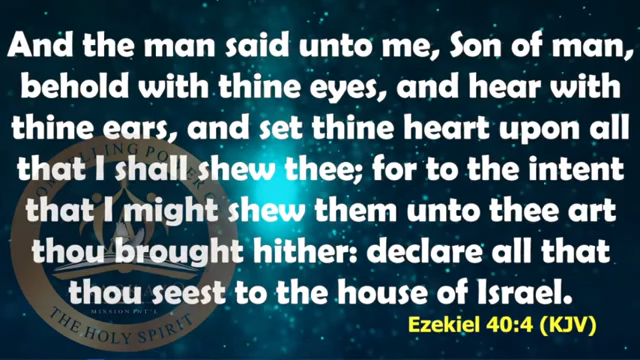 And the man said unto me, Son of man,
behold with thine eyes, and hear with
thine ears, and set thine heart upon all
that I shall shew thee; for to the intent
that I might shew them unto thee art
thou brought hither: declare all that
thou seest to the house of Israel.
Ezekiel 40:4 (KJV)
MISSION INT'L
THE HOLY SPIRIT